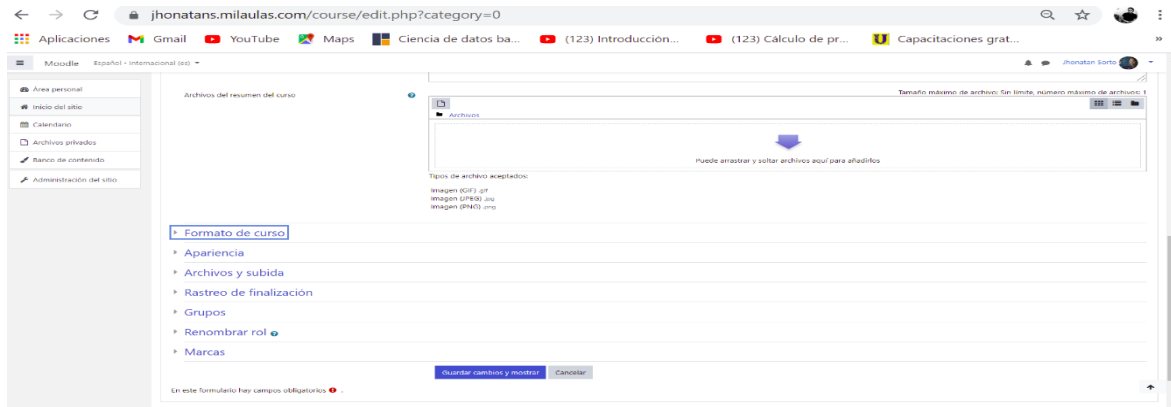 jhonatans.milaulas.com/course/edit.php?category=0
Aplicaciones Gmail YouTube Maps Ciencia de datos ba... (123) Introducción... (123) Cálculo de pr... Capacitaciones grat... »
Moodle Español - Internacional (es) Jhonatan Sorto
Área personal
Inicio del sitio
Calendario
Archivos privados
Banco de contenido
Administración del sitio
Archivos del resumen del curso
Tamaño máximo de archivo: Sin límite, número máximo de archivos: 1
Archivos
Puede arrastrar y soltar archivos aquí para añadirlos
Tipos de archivo aceptados:
Imagen (GIF) .gif
Imagen (JPEG) .jpg
Imagen (PNG) .png
Formato de curso
Apariencia
Archivos y subida
Rastreo de finalización
Grupos
Renombrar rol
Marcas
Guardar cambios y mostrar Cancelar
En este formulario hay campos obligatorios .